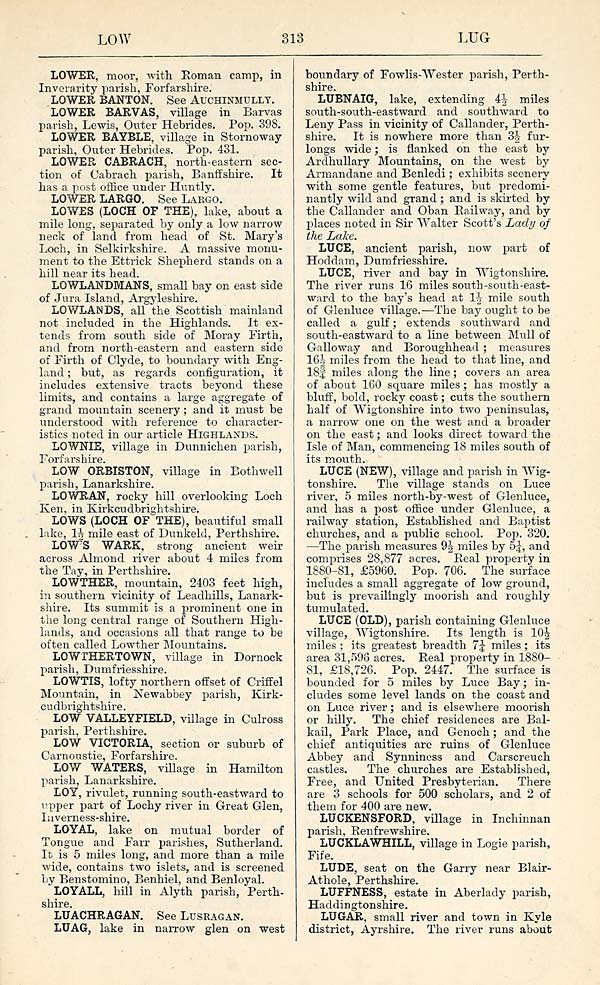 LOW 313 LUG
LOWER, moor, with Roman camp, in
Inverarity parish, Forfarshire.
LOWER BANTON. See AUCHINMULLY.
LOWER BARVAS, village in Barvas
parish, Lewis, Outer Hebrides. Pop. 398.
LOWER BAYBLE, village in Stornoway
parish, Outer Hebrides. Pop. 431.
LOWER CABRACH, north-eastern sec-
tion of Cabrach parish, Banffshire. It
has a post office under Huntly.
LOWER LARGO. See LARGO.
LOWES (LOCH OF THE), lake, about a
mile long, separated by only a low narrow
neck of land from head of St. Mary's
Loch, in Selkirkshire. A massive monu-
ment to the Ettrick Shepherd stands on a
hill near its head.
LOWLANDMANS, small bay on east side
of Jura Island, Argyleshire.
LOWLANDS, all the Scottish mainland
not included in the Highlands. It ex-
tends from south side of Moray Firth,
and from north-eastern and eastern side
of Firth of Clyde, to boundary with Eng-
land; but, as regards configuration, it
includes extensive tracts beyond these
limits, and contains a large aggregate of
grand mountain scenery; and it must be
understood with reference to character-
istics noted in our article HIGHLANDS.
LOWNIE, village in Dunnichen parish,
Forfarshire.
LOW ORBISTON, village in Bothwell
parish, Lanarkshire.
LOWRAN, rocky hill overlooking Loch
Ken, in Kirkcudbrightshire.
LOWS (LOCH OF THE), beautiful small
lake, 1½ mile east of Dunkeld, Perthshire.
LOW'S WARK, strong ancient weir
across Almond river about 4 miles from
the Tay, in Perthshire.
LOWTHER, mountain, 2403 feet high,
in southern vicinity of Leadhills, Lanark-
shire. Its summit is a prominent one in
the long central range of Southern High-
lands, and occasions all that range to be
often called Lowther Mountains.
LOWTHERTOWN, village in Dornock
parish, Dumfriesshire.
LOWTIS, lofty northern offset of Criffel
Mountain, in Newabbey parish, Kirk-
cudbrightshire.
LOW VALLEYFIELD, village in Culross
parish, Perthshire.
LOW VICTORIA, section or suburb of
Carnoustie, Forfarshire.
LOW WATERS, village in Hamilton
parish, Lanarkshire.
LOY, rivulet, running south-eastward to
upper part of Lochy river in Great Glen,
Inverness-shire.
LOYAL, lake on mutual border of
Tongue and Farr parishes, Sutherland.
It is 5 miles long, and more than a mile
wide, contains two islets, and is screened
by Benstomino, Benhiel, and Benloyal.
LOYALL, hill in Alyth parish, Perth-
shire.
LUACHRAGAN. See LUSRAGAN.
LUAG, lake in narrow glen on west
boundary of Fowlis-Wester parish, Perth-
shire.
LUBNAIG, lake, extending 4½ miles
south-south-eastward and southward to
Leny Pass in vicinity of Callander, Perth-
shire. It is nowhere more than 3½ fur-
longs wide; is flanked on the east by
Ardhullary Mountains, on the west by
Armandane and Benledi; exhibits scenery
with some gentle features, but predomi-
nantly wild and grand; and is skirted by
the Callander and Oban Railway, and by
places noted in Sir Walter Scott's Lady of
the Lake.
LUCE, ancient parish, now part of
Hoddam, Dumfriesshire.
LUCE, river and bay in Wigtonshire.
The river runs 16 miles south-south-east-
ward to the bay's head at 1½ mile south
of Glenluce village.—The bay ought to be
called a gulf; extends southward and
south-eastward to a line between Mull of
Galloway and Boroughhead; measures
16½ miles from the head to that line, and
18¾ miles along the line; covers an area
of about 160 square miles; has mostly a
bluff, bold, rocky coast; cuts the southern
half of Wigtonshire into two peninsulas,
a narrow one on the west and a broader
on the east; and looks direct toward the
Isle of Man, commencing 18 miles south of
its mouth.
LUCE (NEW), village and parish in Wig-
tonshire. The village stands on Luce
river, 5 miles north-by-west of Glenluce,
and has a post office under Glenluce, a
railway station, Established and Baptist
churches, and a public school. Pop. 320.
—The parish measures 9½ miles by 5¼, and
comprises 28,877 acres. Real property in
1880-81, £5960. Pop. 706. The surface
includes a small aggregate of low ground,
but is prevailingly moorish and roughly
tumulated.
LUCE (OLD), parish containing Glenluce
village, Wigtonshire. Its length is 10½
miles; its greatest breadth 7¼ miles; its
area 31,596 acres. Real property in 1880-
81, £18,726. Pop. 2447. The surface is
bounded for 5 miles by Luce Bay; in-
cludes some level lands on the coast and
on Luce river; and is elsewhere moorish
or hilly. The chief residences are Bal-
kail, Park Place, and Genoch; and the
chief antiquities are ruins of Glenluce
Abbey and Synniness and Carscreuch
castles. The churches are Established,
Free, and United Presbyterian. There
are 3 schools for 500 scholars, and 2 of
them for 400 are new.
LUCKENSFORD, village in Inchinnan
parish, Renfrewshire.
LUCKLAWHILL, village in Logie parish,
Fife.
LUDE, seat on the Garry near Blair-
Athole, Perthshire.
LUFFNESS, estate in Aberlady parish,
Haddingtonshire.
LUGAR, small river and town in Kyle
district, Ayrshire. The river runs about